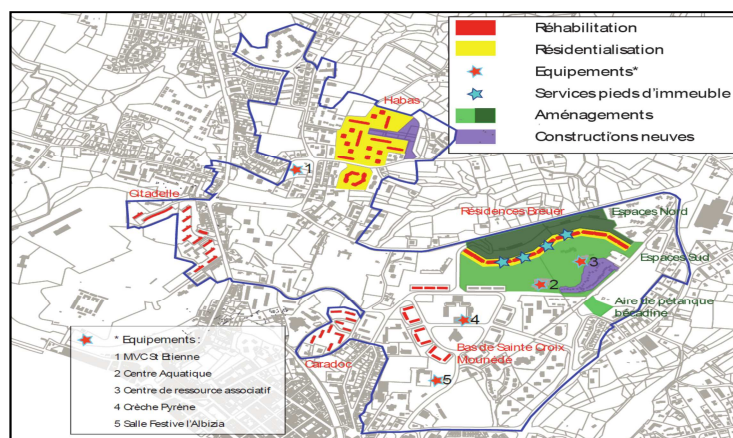 Réhabilitation
Résidentialisation
Equipements*
Services pieds d'immeuble
Aménagements
Constructions neuves
Habas
1
Citadelle
Résidences Breuer
Espaces Nord
Espaces Sud
3
2
Aire de pétanque
bécadine
4
Bas de Sainte Croix
Mounédé
Caradoc
5
* Equipements :
1 MVC St Etienne
2 Centre Aquatique
3 Centre de ressource associatif
4 Crèche Pyrène
5 Salle Festive l'Albizia